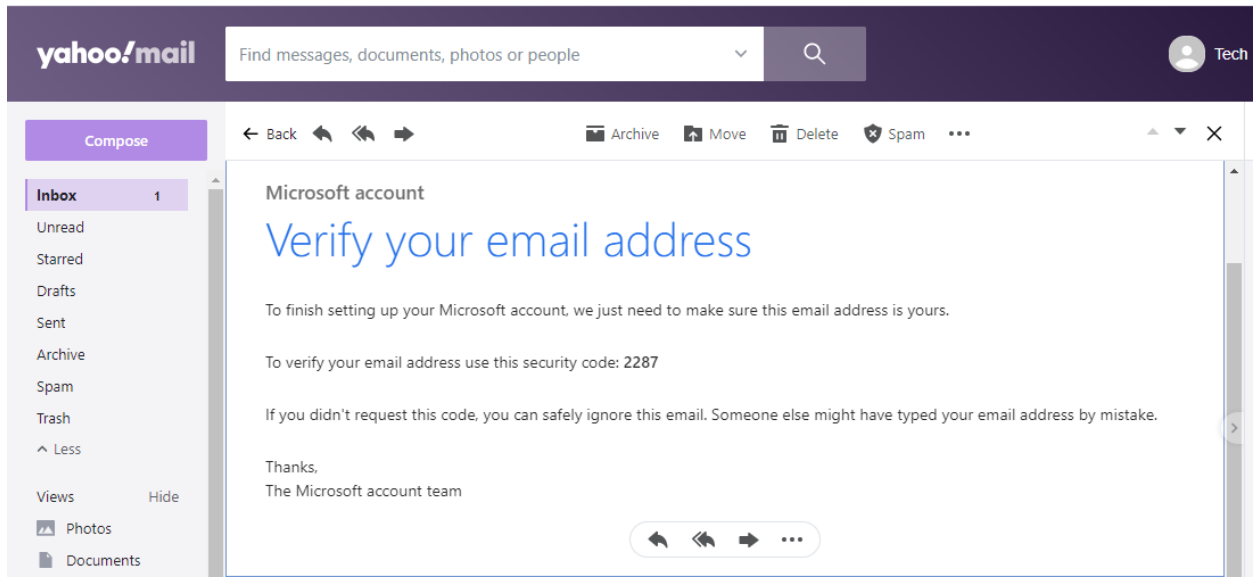 yahoo!mail
Find messages, documents, photos or people
Tech
Compose
Back
Archive
Move
Delete
Spam
Inbox 1
Unread
Starred
Drafts
Sent
Archive
Spam
Trash
Less
Views Hide
Photos
Documents
Microsoft account
Verify your email address
To finish setting up your Microsoft account, we just need to make sure this email address is yours.
To verify your email address use this security code: 2287
If you didn't request this code, you can safely ignore this email. Someone else might have typed your email address by mistake.
Thanks,
The Microsoft account team